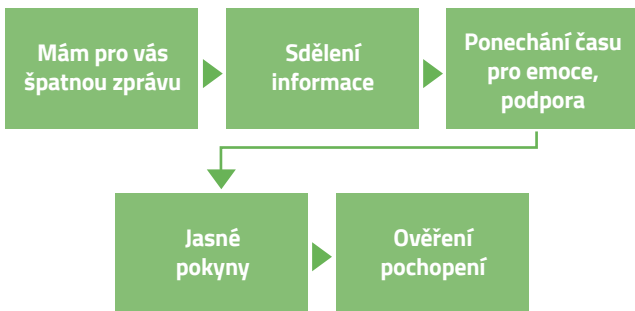 Mám pro vás
špatnou zprávu
Sdělení
informace
Ponechání času
pro emoce,
podpora
Jasné
pokyny
Ověření
pochopení